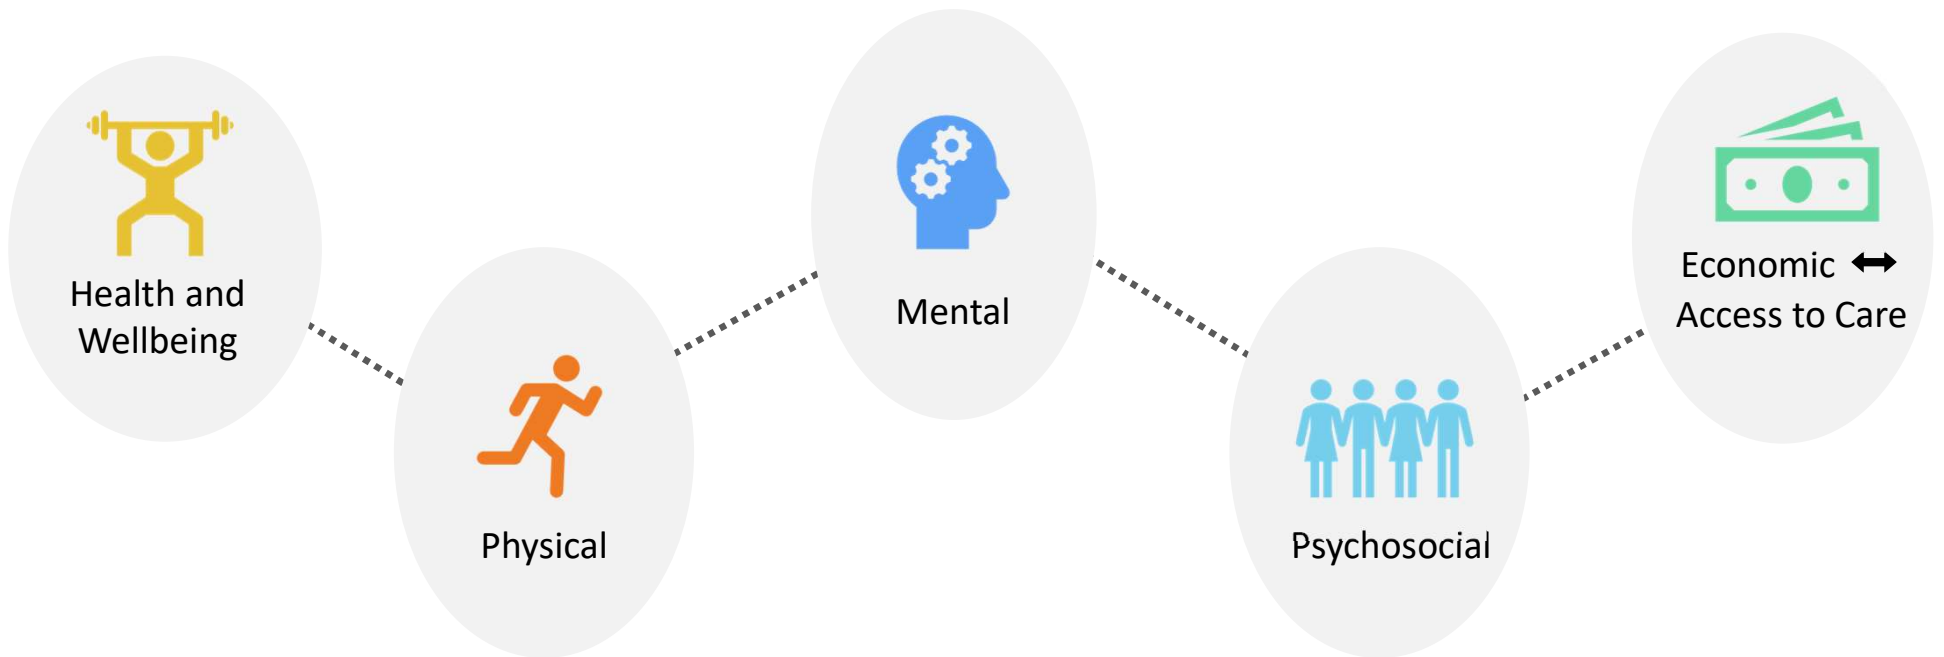 Health and
Wellbeing
Physical
Mental
Psychosocial
Economic ↔
Access to Care